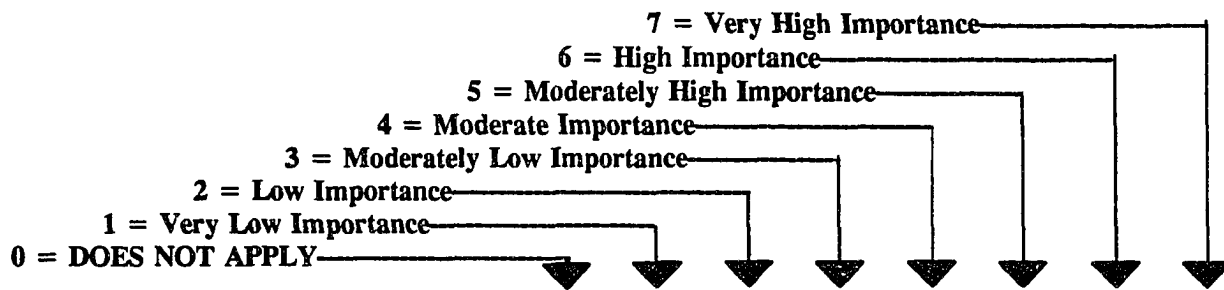 7 = Very High Importance
6 = High Importance
5 = Moderately High Importance
4 = Moderate Importance
3 = Moderately Low Importance
2 = Low Importance
1 = Very Low Importance
0 = DOES NOT APPLY